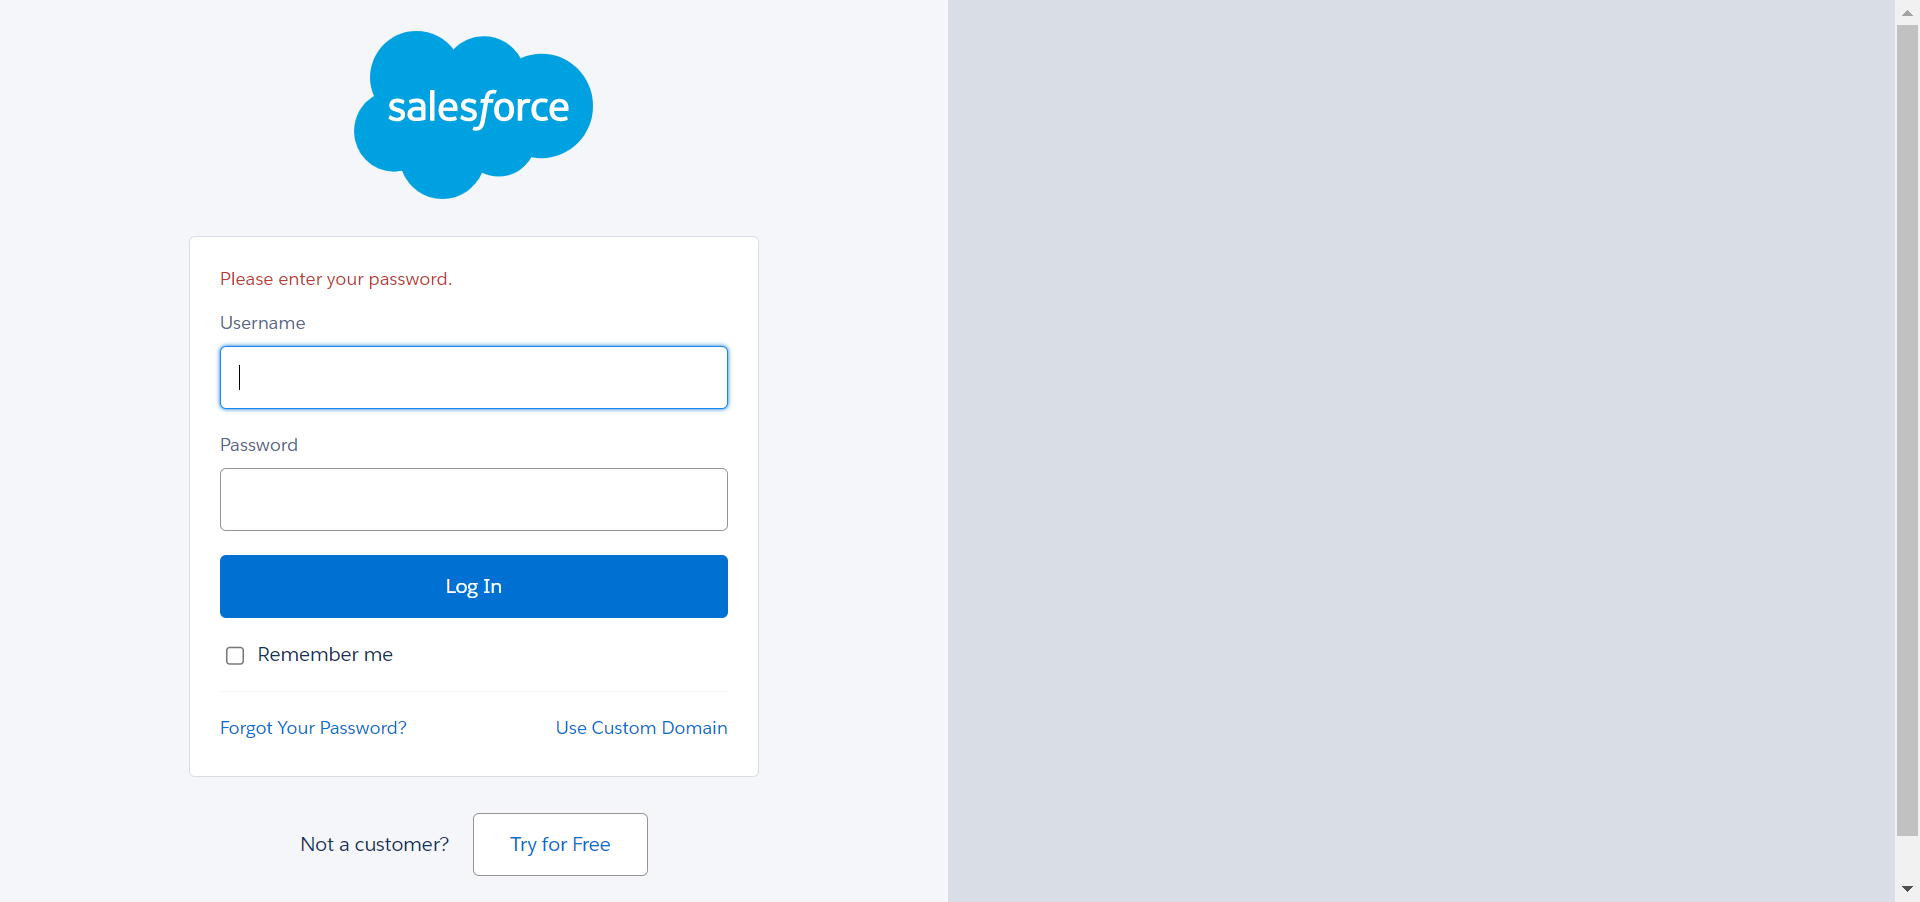 salesforce
Please enter your password.
Username
Password
Log In
Remember me
Forgot Your Password? Use Custom Domain
Not a customer? Try for Free